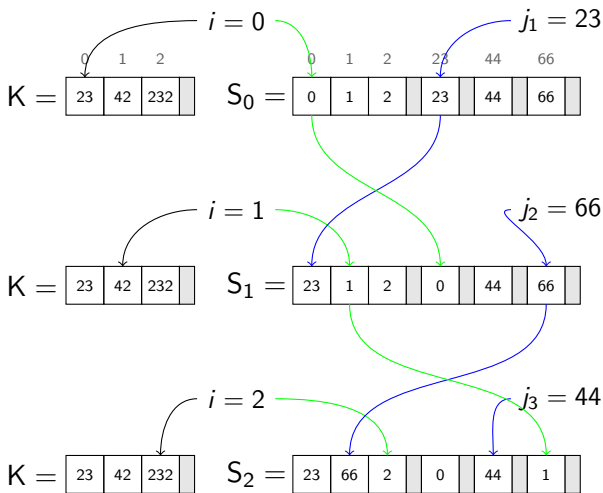 i = 0 j₁ = 23
0 1 2 0 1 2 23 44 66
K = 23 42 232 S₀ = 0 1 2 23 44 66
i = 1 j₂ = 66
K = 23 42 232 S₁ = 23 1 2 0 44 66
i = 2 j₃ = 44
K = 23 42 232 S₂ = 23 66 2 0 44 1